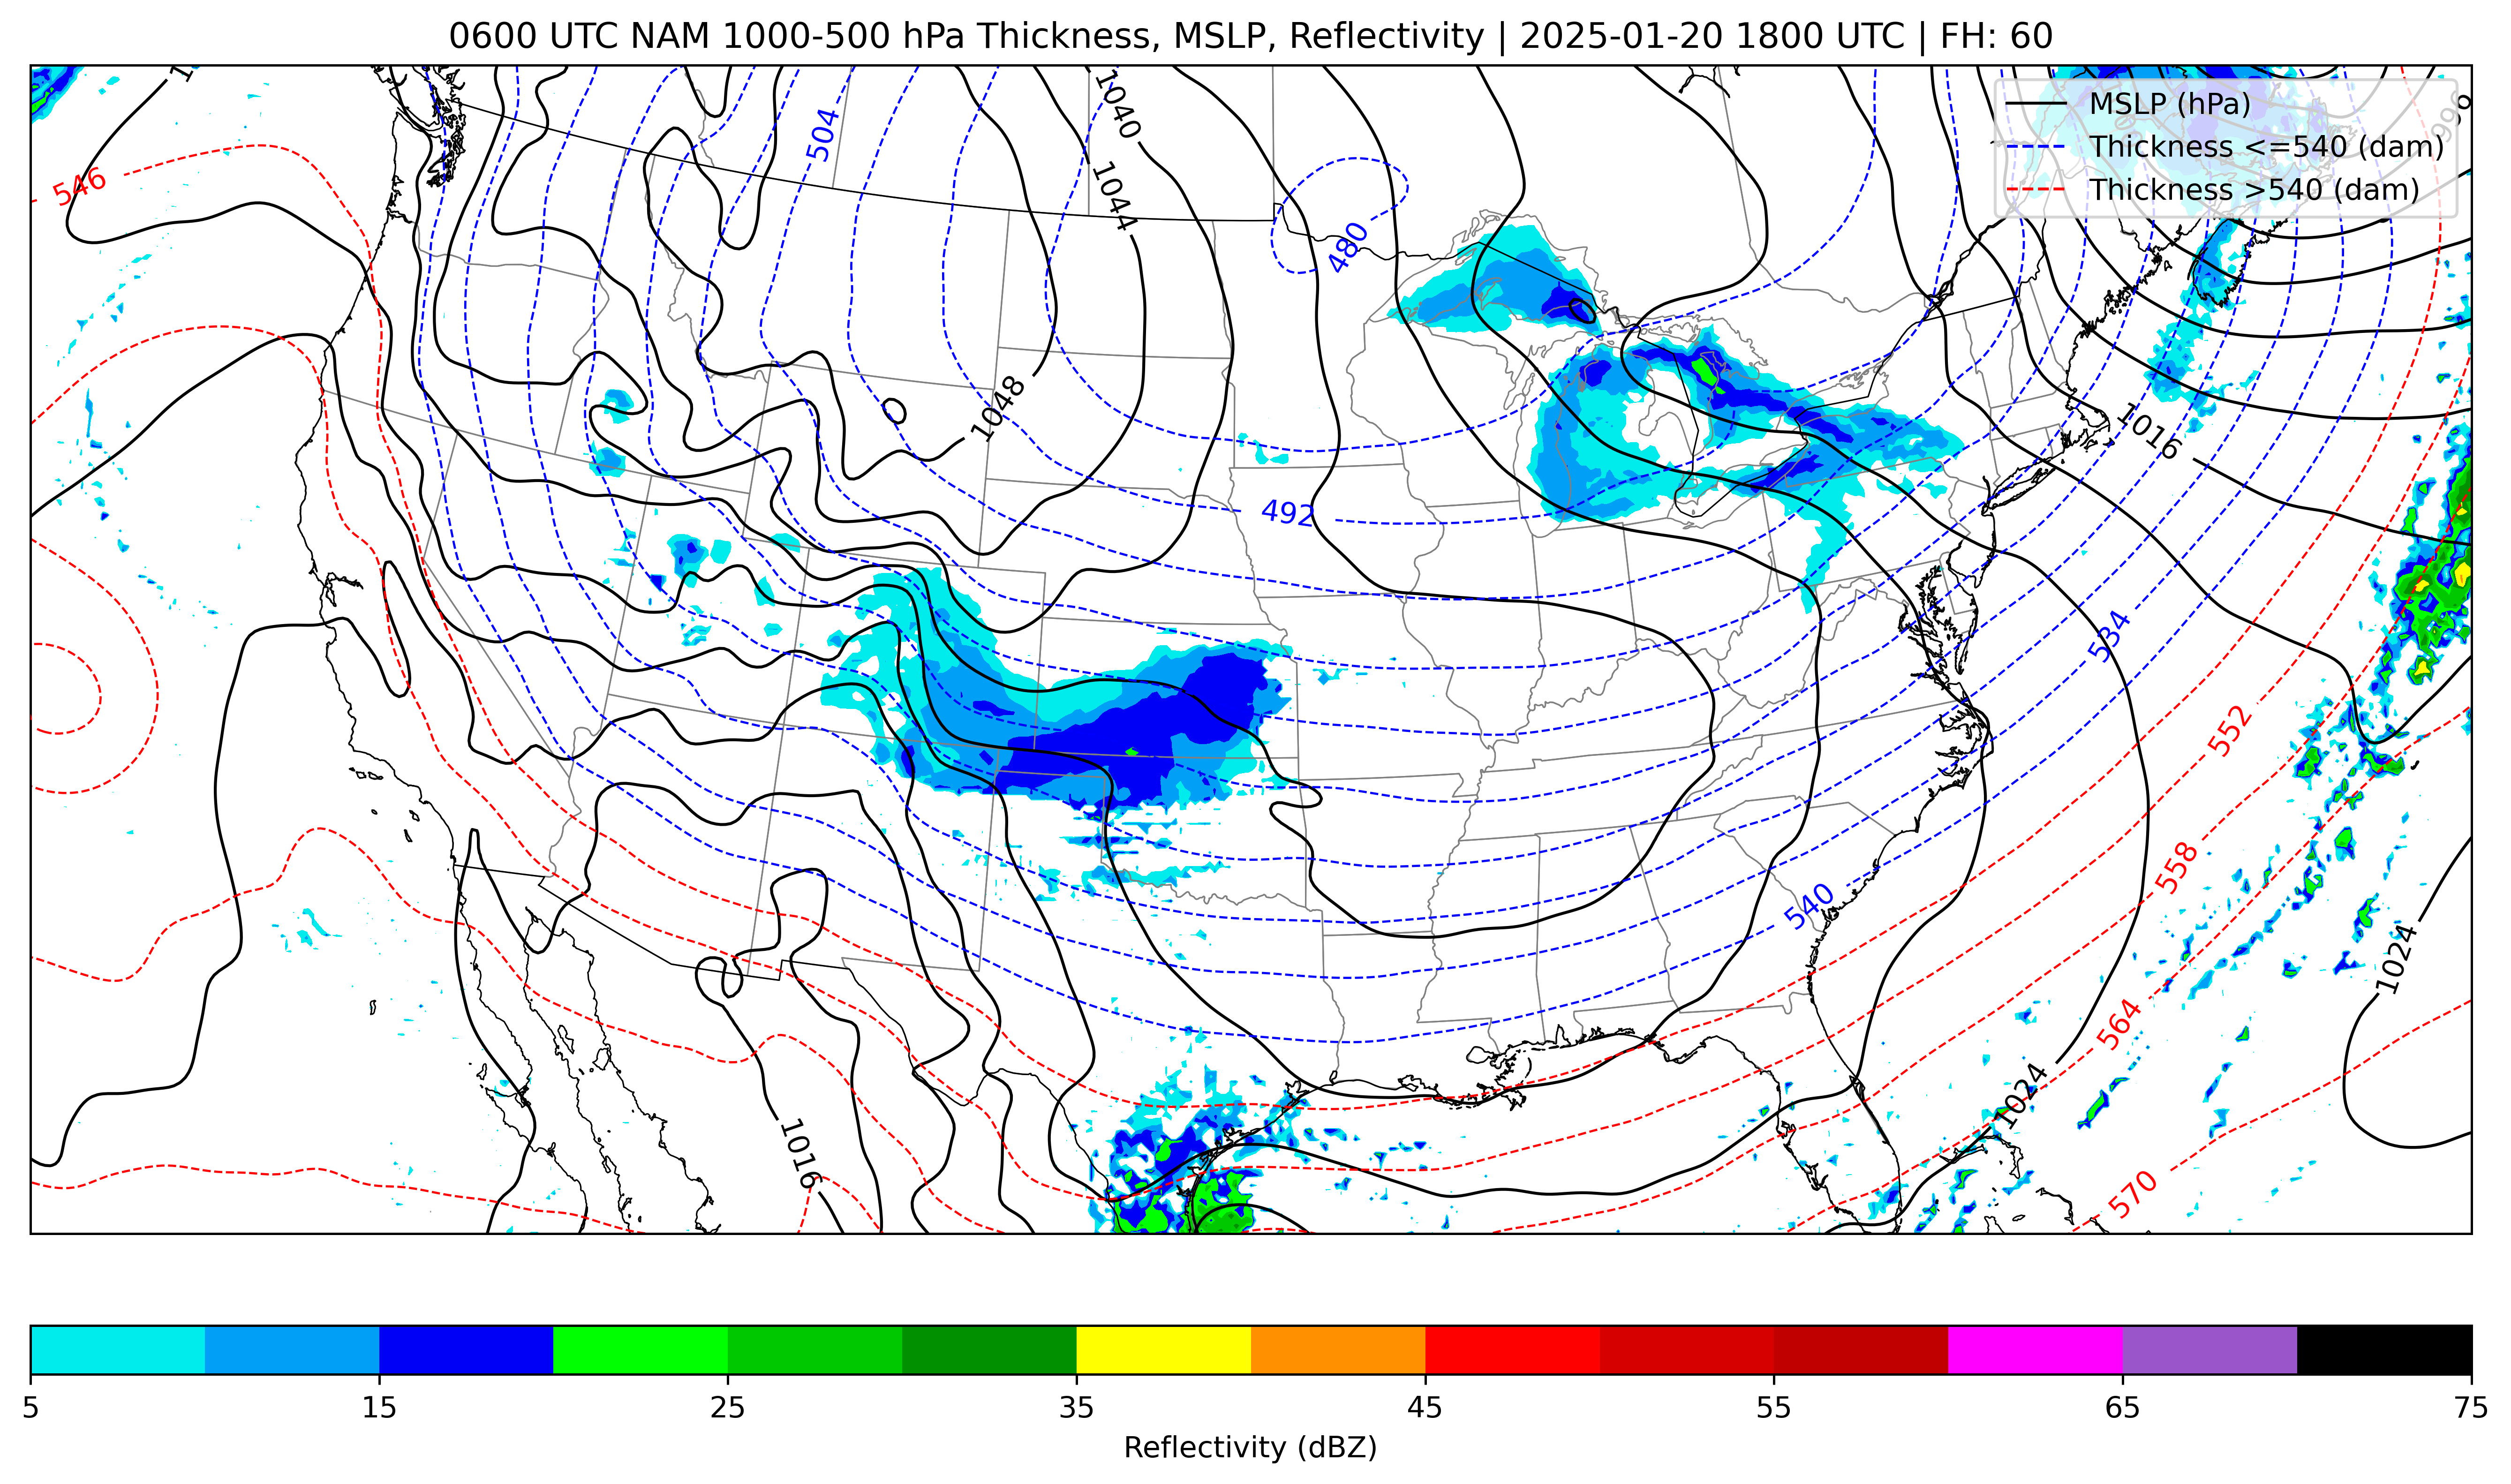 0600 UTC NAM 1000-500 hPa Thickness, MSLP, Reflectivity | 2025-01-20 1800 UTC | FH: 60
MSLP (hPa)
Thickness <=540 (dam)
Thickness >540 (dam)
1040
504
546
1044
480
1048
1016
492
534
552
558
540
1024
564
1024
1016
570
5 15 25 35 45 55 65 75
Reflectivity (dBZ)